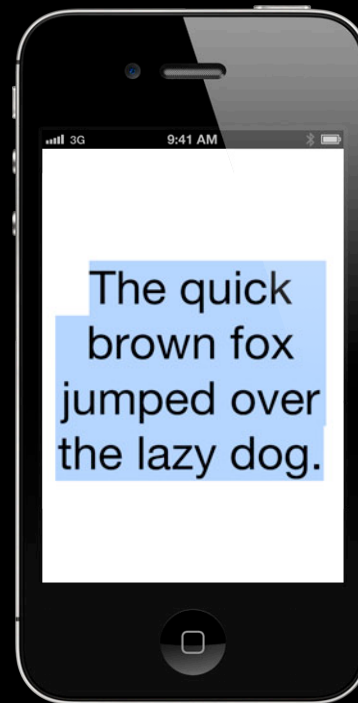 3G 9:41 AM
The quick
brown fox
jumped over
the lazy dog.